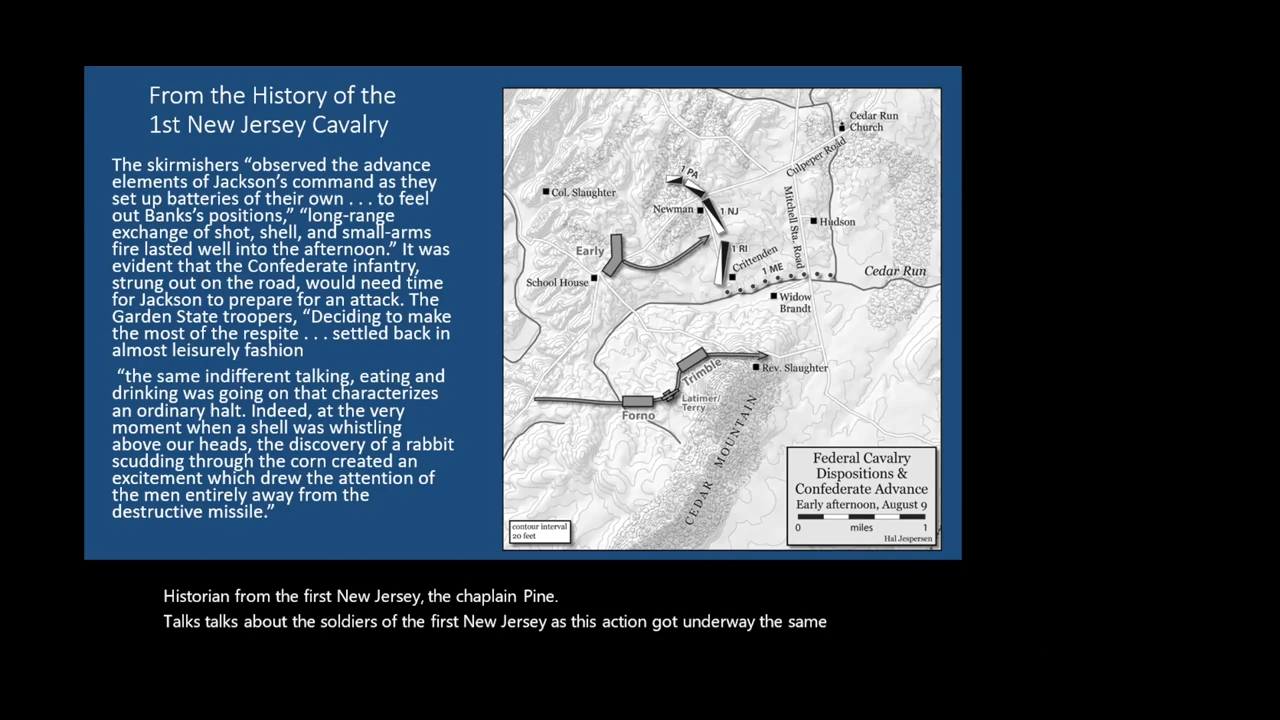 From the History of the
1st New Jersey Cavalry
The skirmishers “observed the advance
elements of Jackson’s command as they
set up batteries of their own . . . to feel
out Banks’s positions,” “long-range
exchange of shot, shell, and small-arms
fire lasted well into the afternoon.” It was
evident that the Confederate infantry,
strung out on the road, would need time
for Jackson to prepare for an attack. The
Garden State troopers, “Deciding to make
the most of the respite . . . settled back in
almost leisurely fashion
“the same indifferent talking, eating and
drinking was going on that characterizes
an ordinary halt. Indeed, at the very
moment when a shell was whistling
above our heads, the discovery of a rabbit
scudding through the corn created an
excitement which drew the attention of
the men entirely away from the
destructive missile.”
Cedar Run
Church
Culpeper Road
1 PA
Col. Slaughter
Newman
1 NJ
Mitchell Sta. Road
Hudson
Early
1 RI
Crittenden
1 ME
School House
Cedar Run
Widow
Brandt
Trimble
Rev. Slaughter
Latimer/
Terry
Forno
CEDAR MOUNTAIN
Federal Cavalry
Dispositions &
Confederate Advance
Early afternoon, August 9
0 miles 1
Hal Jespersen
contour interval
20 feet
Historian from the first New Jersey, the chaplain Pine.
Talks talks about the soldiers of the first New Jersey as this action got underway the same